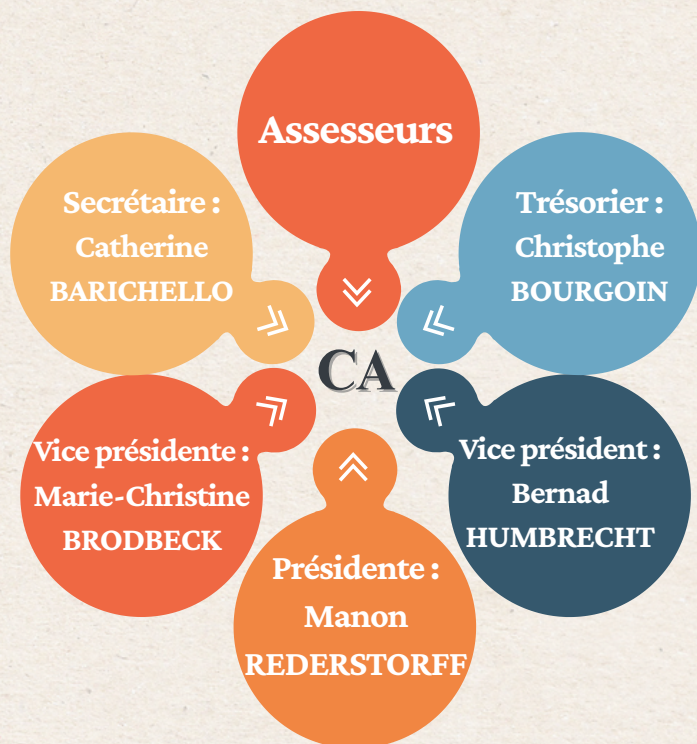 Assesseurs
Secrétaire :
Catherine
BARICHELLO
Trésorier :
Christophe
BOURGOIN
CA
Vice présidente :
Marie-Christine
BRODBECK
Vice président :
Bernad
HUMBRECHT
Présidente :
Manon
REDERSTORFF